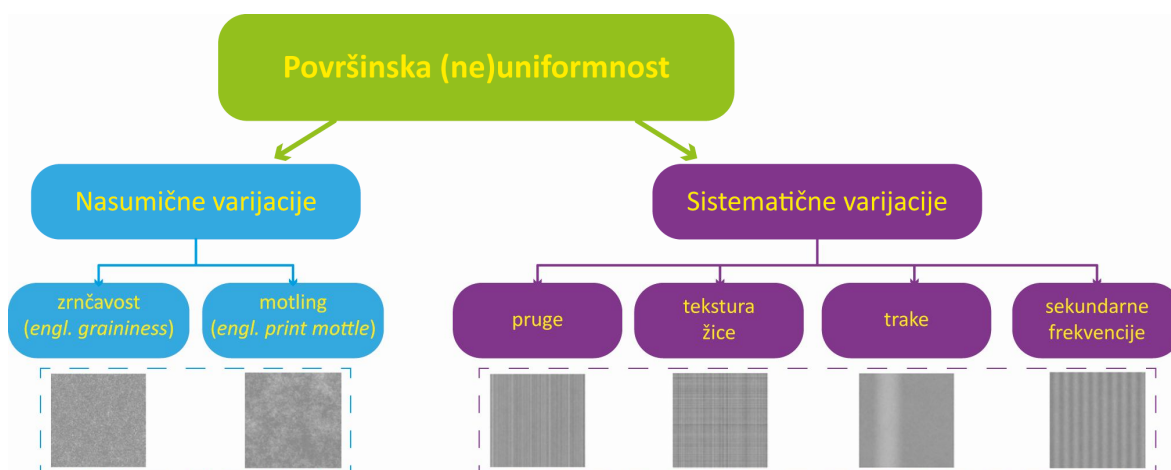 Površinska (ne)uniformnost
Nasumične varijacije
Sistematične varijacije
zrnčavost
(engl. graininess)
motling
(engl. print mottle)
pruge
tekstura
žice
trake
sekundarne
frekvencije